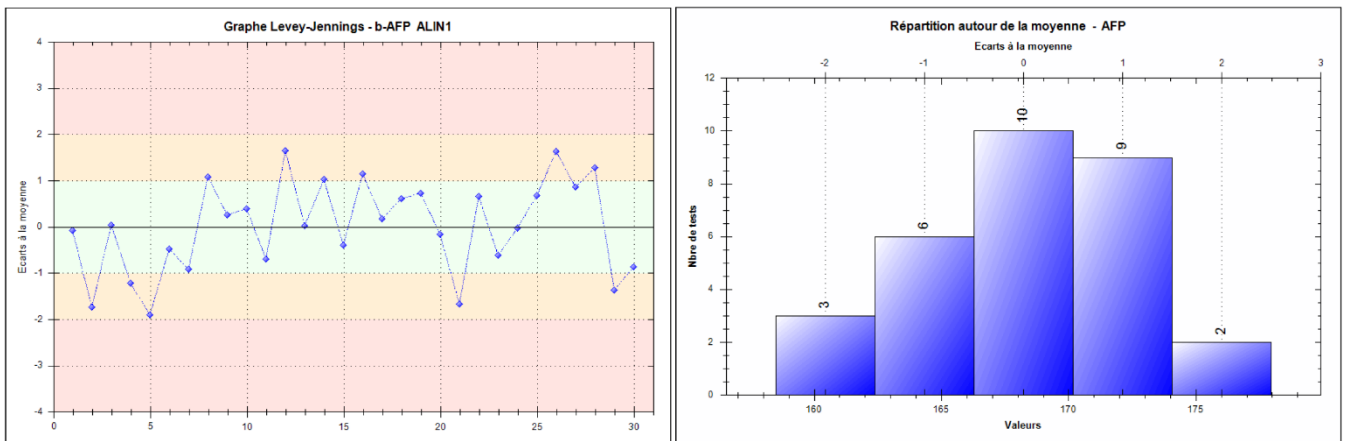 Graphe Levey-Jennings - b-AFP ALIN1
Ecarts à la moyenne
4
3
2
1
0
-1
-2
-3
-4
0 5 10 15 20 25 30
Répartition autour de la moyenne - AFP
Ecarts à la moyenne
-2 -1 0 1 2 3
Nbre de tests
12
10
8
6
4
2
0
3 6 10 9 2
160 165 170 175
Valeurs